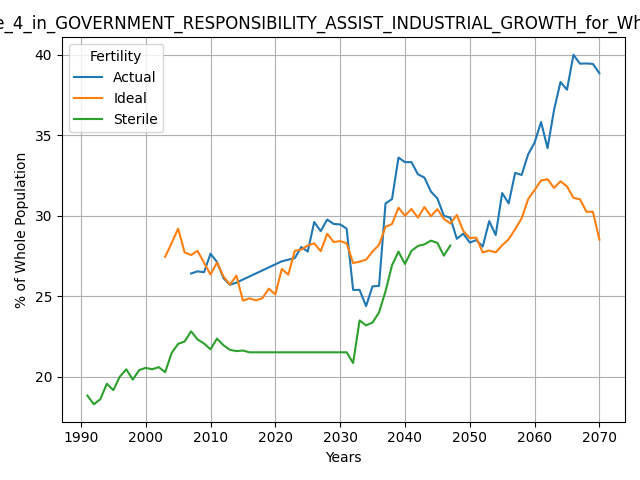 e_4_in_GOVERNMENT_RESPONSIBILITY_ASSIST_INDUSTRIAL_GROWTH_for_Wh
Fertility
Actual
Ideal
Sterile
% of Whole Population
40
35
30
25
20
1990 2000 2010 2020 2030 2040 2050 2060 2070
Years